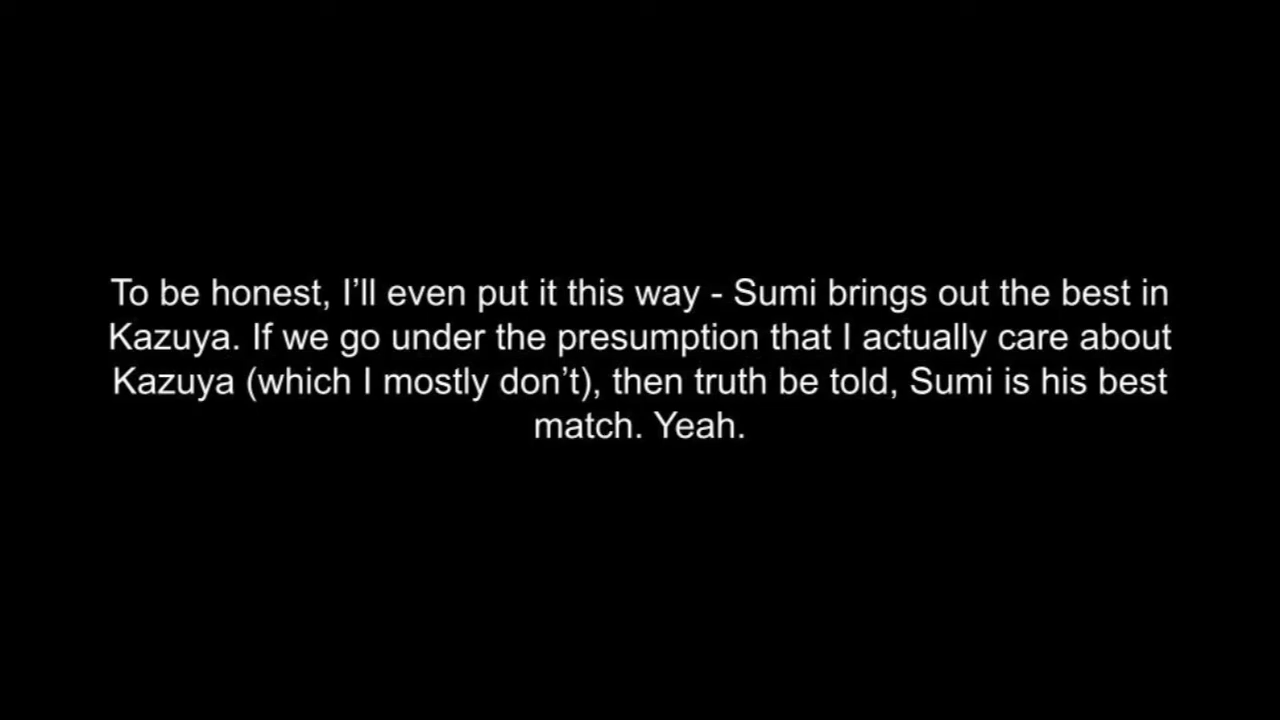 To be honest, I’ll even put it this way - Sumi brings out the best in
Kazuya. If we go under the presumption that I actually care about
Kazuya (which I mostly don’t), then truth be told, Sumi is his best
match. Yeah.